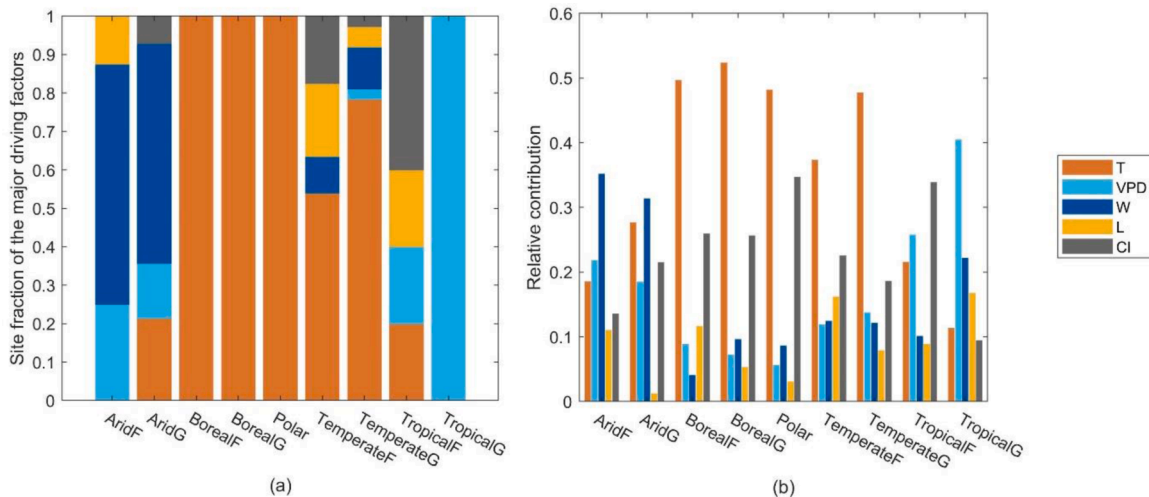 Site fraction of the major driving factors
1
0.9
0.8
0.7
0.6
0.5
0.4
0.3
0.2
0.1
0
AridF
AridG
BorealF
BorealG
Polar
TemperateF
TemperateG
TropicalF
TropicalG
(a)
Relative contribution
0.6
0.5
0.4
0.3
0.2
0.1
0
AridF
AridG
BorealF
BorealG
Polar
TemperateF
TemperateG
TropicalF
TropicalG
(b)
T
VPD
W
L
CI